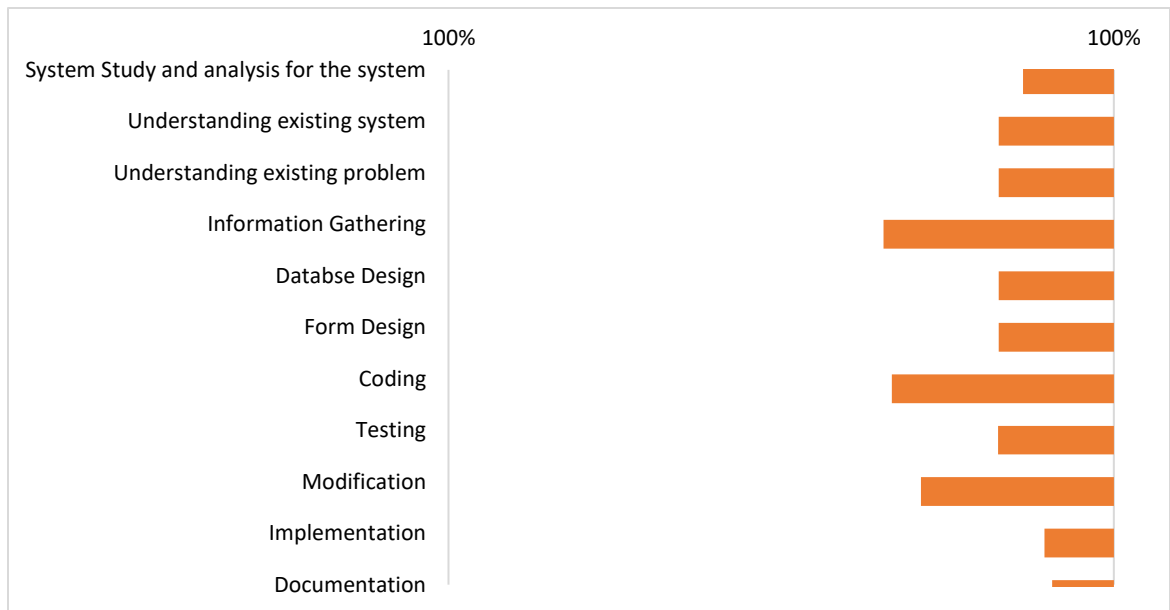 100% 100%
System Study and analysis for the system
Understanding existing system
Understanding existing problem
Information Gathering
Databse Design
Form Design
Coding
Testing
Modification
Implementation
Documentation